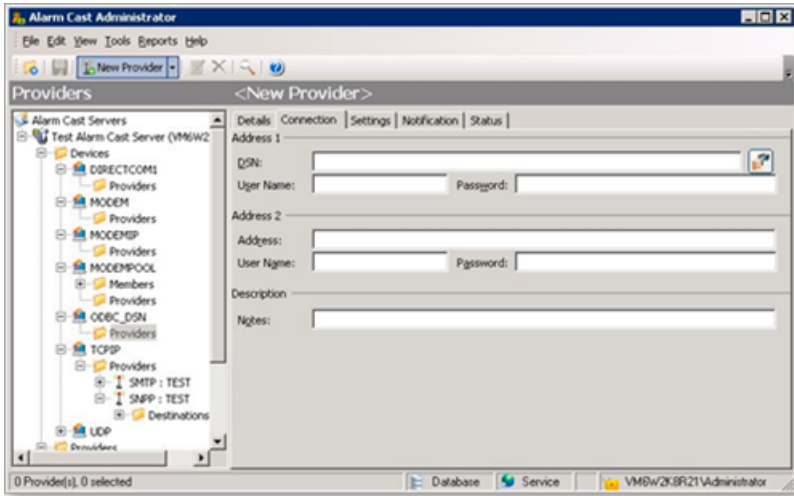 Alarm Cast Administrator
File Edit View Tools Reports Help
New Provider
Providers
<New Provider>
Alarm Cast Servers
Test Alarm Cast Server (VM6W2
Devices
DIRECTCOM1
Providers
MODEM
Providers
MODEMIP
Providers
MODEMPOOL
Members
Providers
ODBC_DSN
Providers
TCPIP
Providers
SMTP : TEST
SNPP : TEST
Destinations
UDP
Providers
Details Connection Settings Notification Status
Address 1
DSN:
User Name: Password:
Address 2
Address:
User Name: Password:
Description
Notes:
0 Provider(s), 0 selected Database Service VM6W2K8R21\Administrator